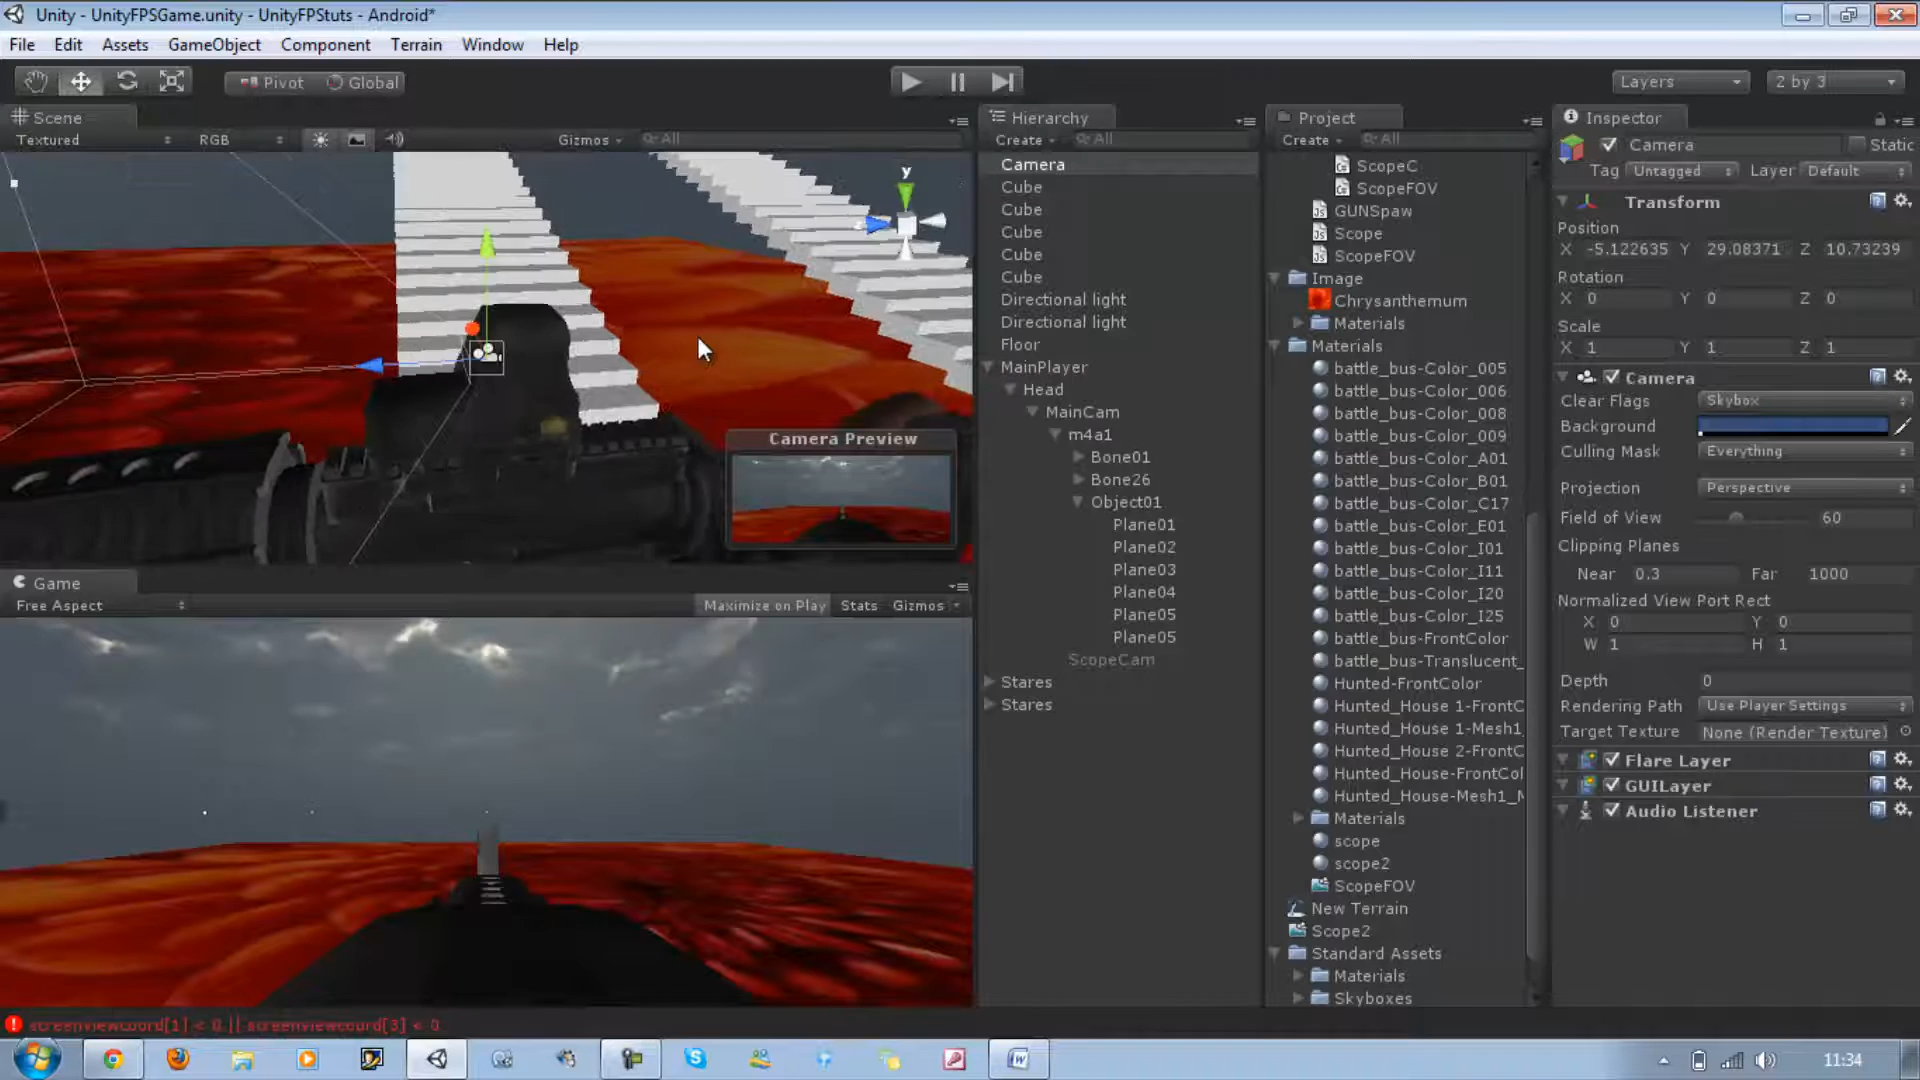 Unity - UnityFPSGame.unity - UnityFPStuts - Android*
File Edit Assets GameObject Component Terrain Window Help
Pivot Global Layers 2 by 3
Scene
Textured RGB Gizmos All
y
Camera Preview
Game
Free Aspect Maximize on Play Stats Gizmos
Hierarchy
Create All
Camera
Cube
Cube
Cube
Cube
Cube
Directional light
Directional light
Floor
MainPlayer
Head
MainCam
m4a1
Bone01
Bone26
Object01
Plane01
Plane02
Plane03
Plane04
Plane05
Plane05
ScopeCam
Stares
Stares
Project
Create All
ScopeC
ScopeFOV
GUNSpaw
Scope
ScopeFOV
Image
Chrysanthemum
Materials
Materials
battle_bus-Color_005
battle_bus-Color_006
battle_bus-Color_008
battle_bus-Color_009
battle_bus-Color_A01
battle_bus-Color_B01
battle_bus-Color_C17
battle_bus-Color_E01
battle_bus-Color_I01
battle_bus-Color_I11
battle_bus-Color_I20
battle_bus-Color_I25
battle_bus-FrontColor
battle_bus-Translucent_
Hunted-FrontColor
Hunted_House 1-FrontC
Hunted_House 1-Mesh1_
Hunted_House 2-FrontC
Hunted_House-FrontCol
Hunted_House-Mesh1_M
Materials
scope
scope2
ScopeFOV
New Terrain
Scope2
Standard Assets
Materials
Skyboxes
Inspector
Camera Static
Tag Untagged Layer Default
Transform
Position
X -5.122635 Y 29.08371 Z 10.73239
Rotation
X 0 Y 0 Z 0
Scale
X 1 Y 1 Z 1
Camera
Clear Flags Skybox
Background
Culling Mask Everything
Projection Perspective
Field of View 60
Clipping Planes
Near 0.3 Far 1000
Normalized View Port Rect
X 0 Y 0
W 1 H 1
Depth 0
Rendering Path Use Player Settings
Target Texture None (Render Texture)
Flare Layer
GUILayer
Audio Listener
screenviewcoord[1] < 0 || screenviewcoord[3] < 0
11:34